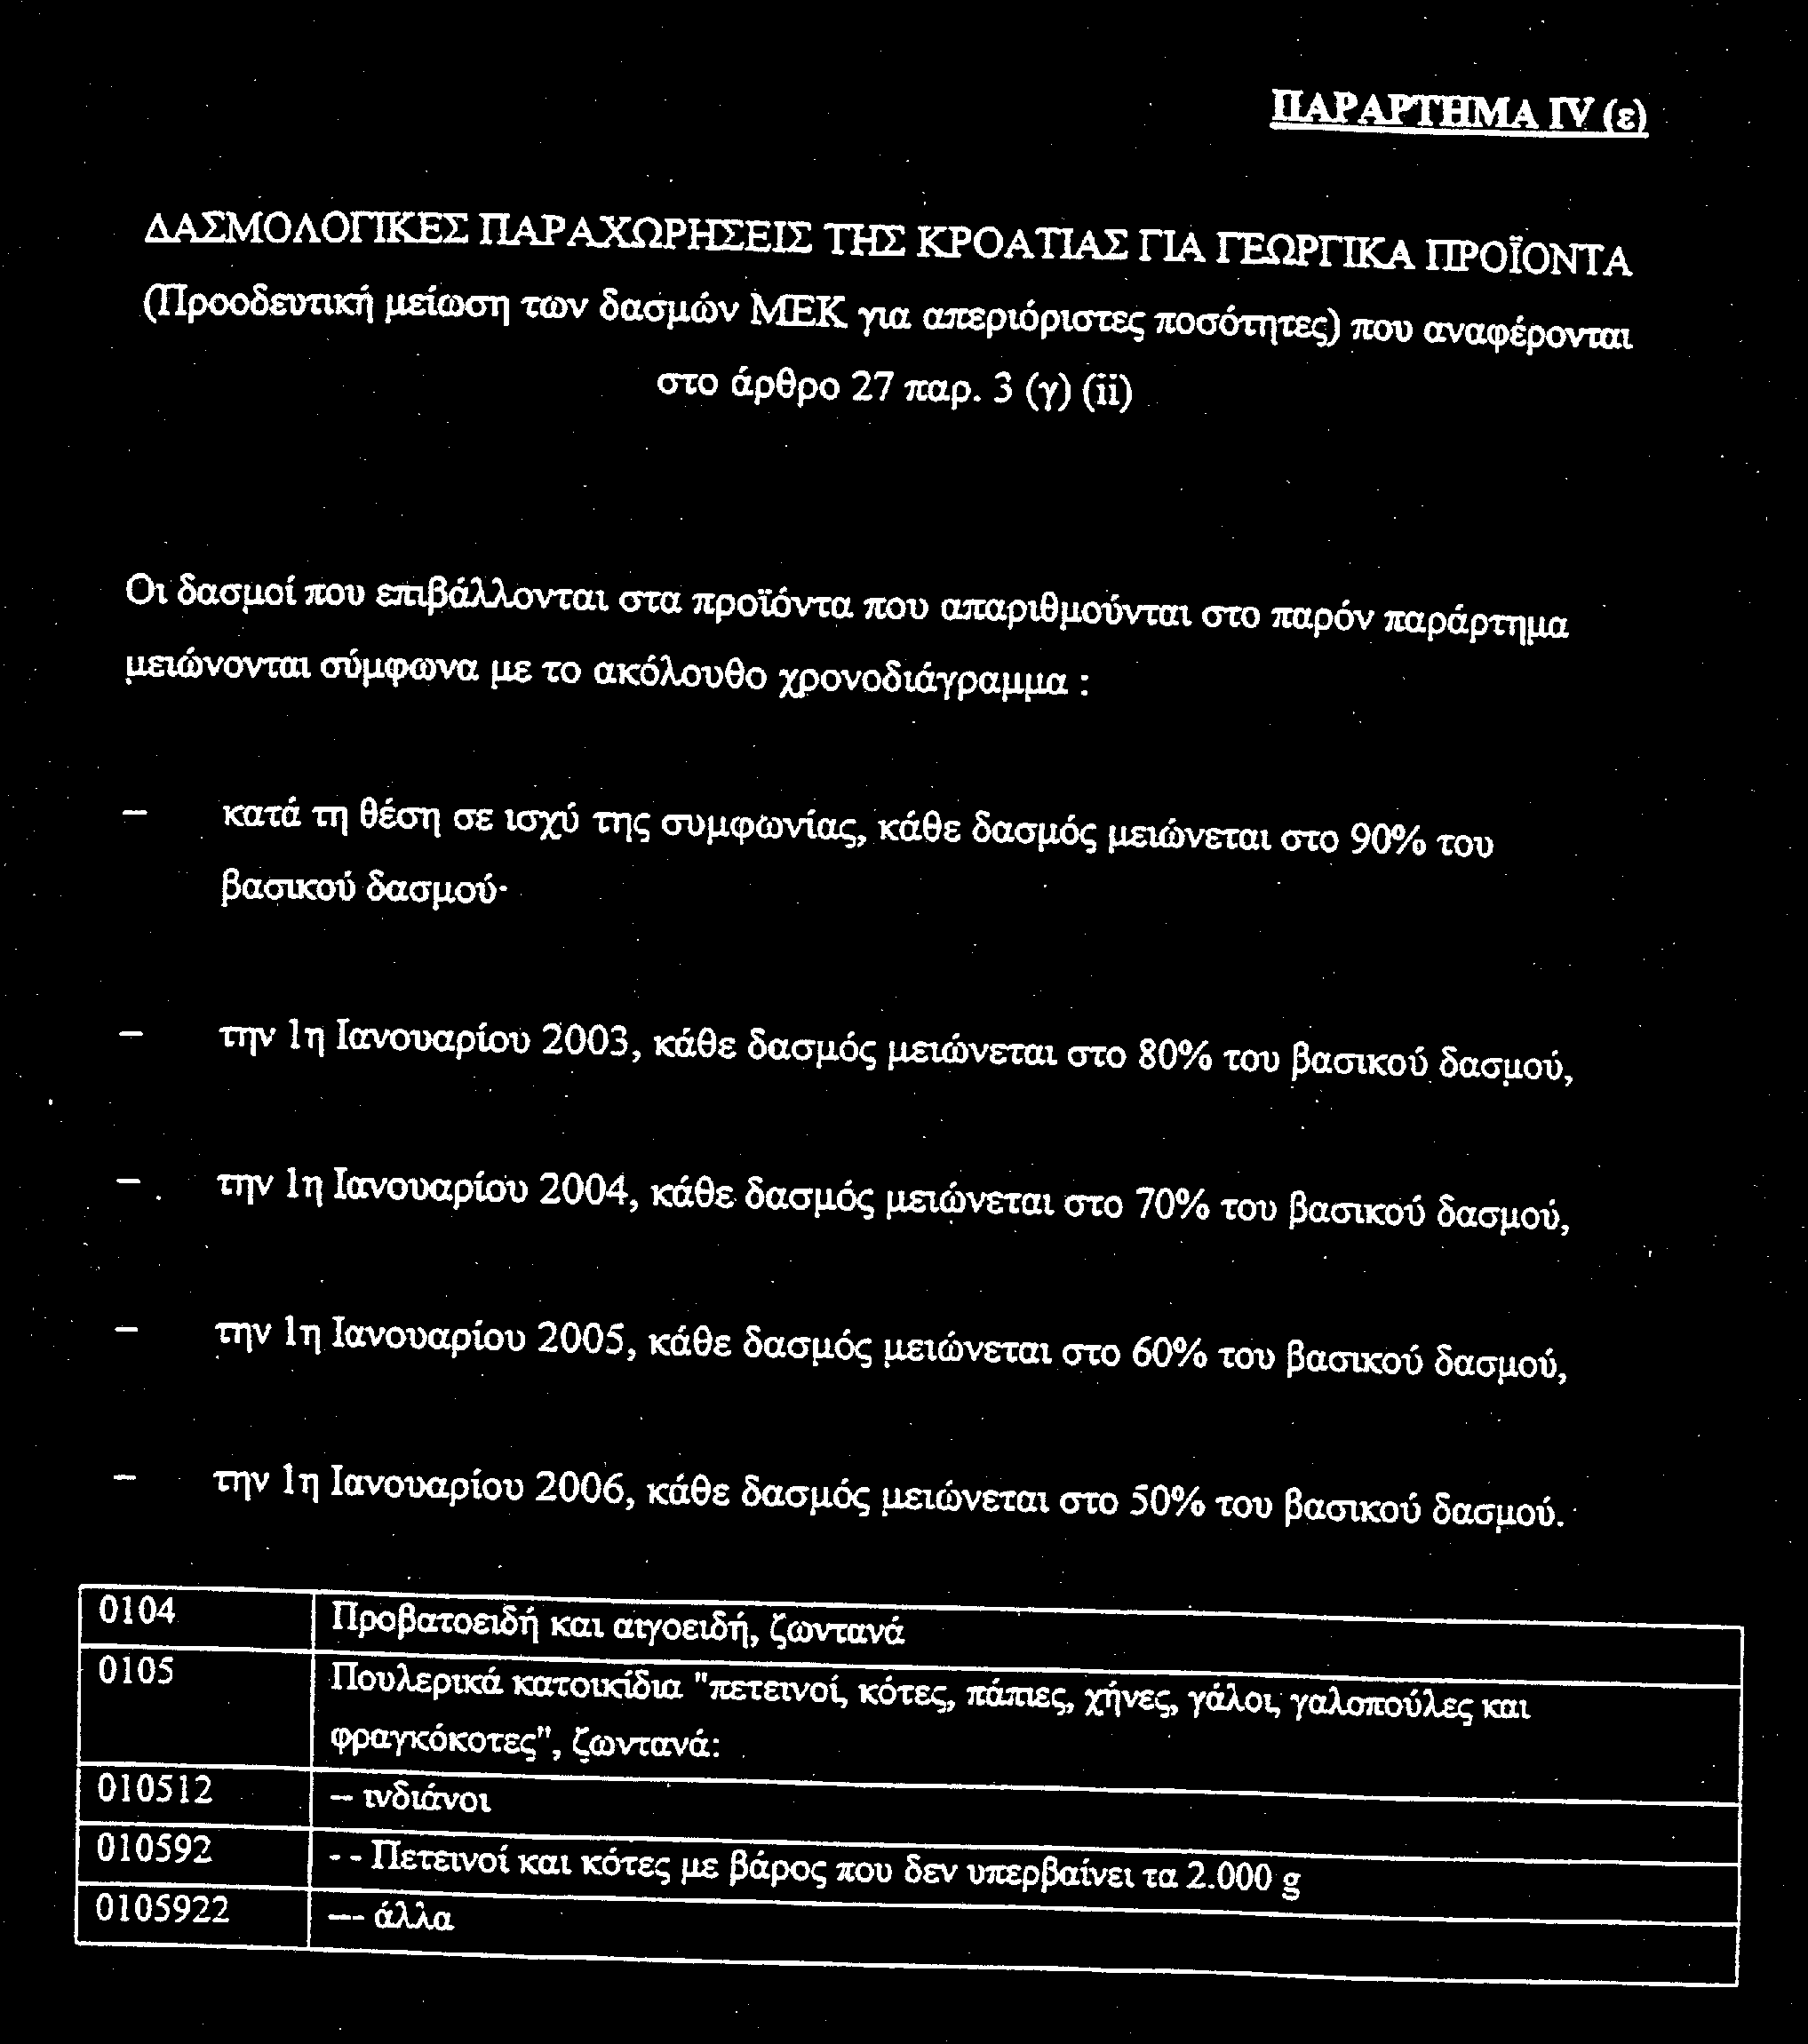 ΠΑΡΑΡΤΗΜΑ IV (ε)
ΔΑΣΜΟΛΟΓΙΚΕΣ ΠΑΡΑΧΩΡΗΣΕΙΣ ΤΗΣ ΚΡΟΑΤΙΑΣ ΓΙΑ ΓΕΩΡΓΙΚΑ ΠΡΟΪΟΝΤΑ
(Προοδευτική μείωση των δασμών ΜΕΚ για απεριόριστες ποσότητες) που αναφέρονται
στο άρθρο 27 παρ. 3 (γ) (ii)
Οι δασμοί που επιβάλλονται στα προϊόντα που απαριθμούνται στο παρόν παράρτημα
μειώνονται σύμφωνα με το ακόλουθο χρονοδιάγραμμα :
– κατά τη θέση σε ισχύ της συμφωνίας, κάθε δασμός μειώνεται στο 90% του
βασικού δασμού·
– την 1η Ιανουαρίου 2003, κάθε δασμός μειώνεται στο 80% του βασικού δασμού,
– την 1η Ιανουαρίου 2004, κάθε δασμός μειώνεται στο 70% του βασικού δασμού,
– την 1η Ιανουαρίου 2005, κάθε δασμός μειώνεται στο 60% του βασικού δασμού,
– την 1η Ιανουαρίου 2006, κάθε δασμός μειώνεται στο 50% του βασικού δασμού.
0104 Προβατοειδή και αιγοειδή, ζωντανά
0105 Πουλερικά κατοικίδια "πετεινοί, κότες, πάπιες, χήνες, γάλοι, γαλοπούλες και
φραγκόκοτες", ζωντανά:
010512 -- ινδιάνοι
010592 - - Πετεινοί και κότες με βάρος που δεν υπερβαίνει τα 2.000 g
0105922 --- άλλα